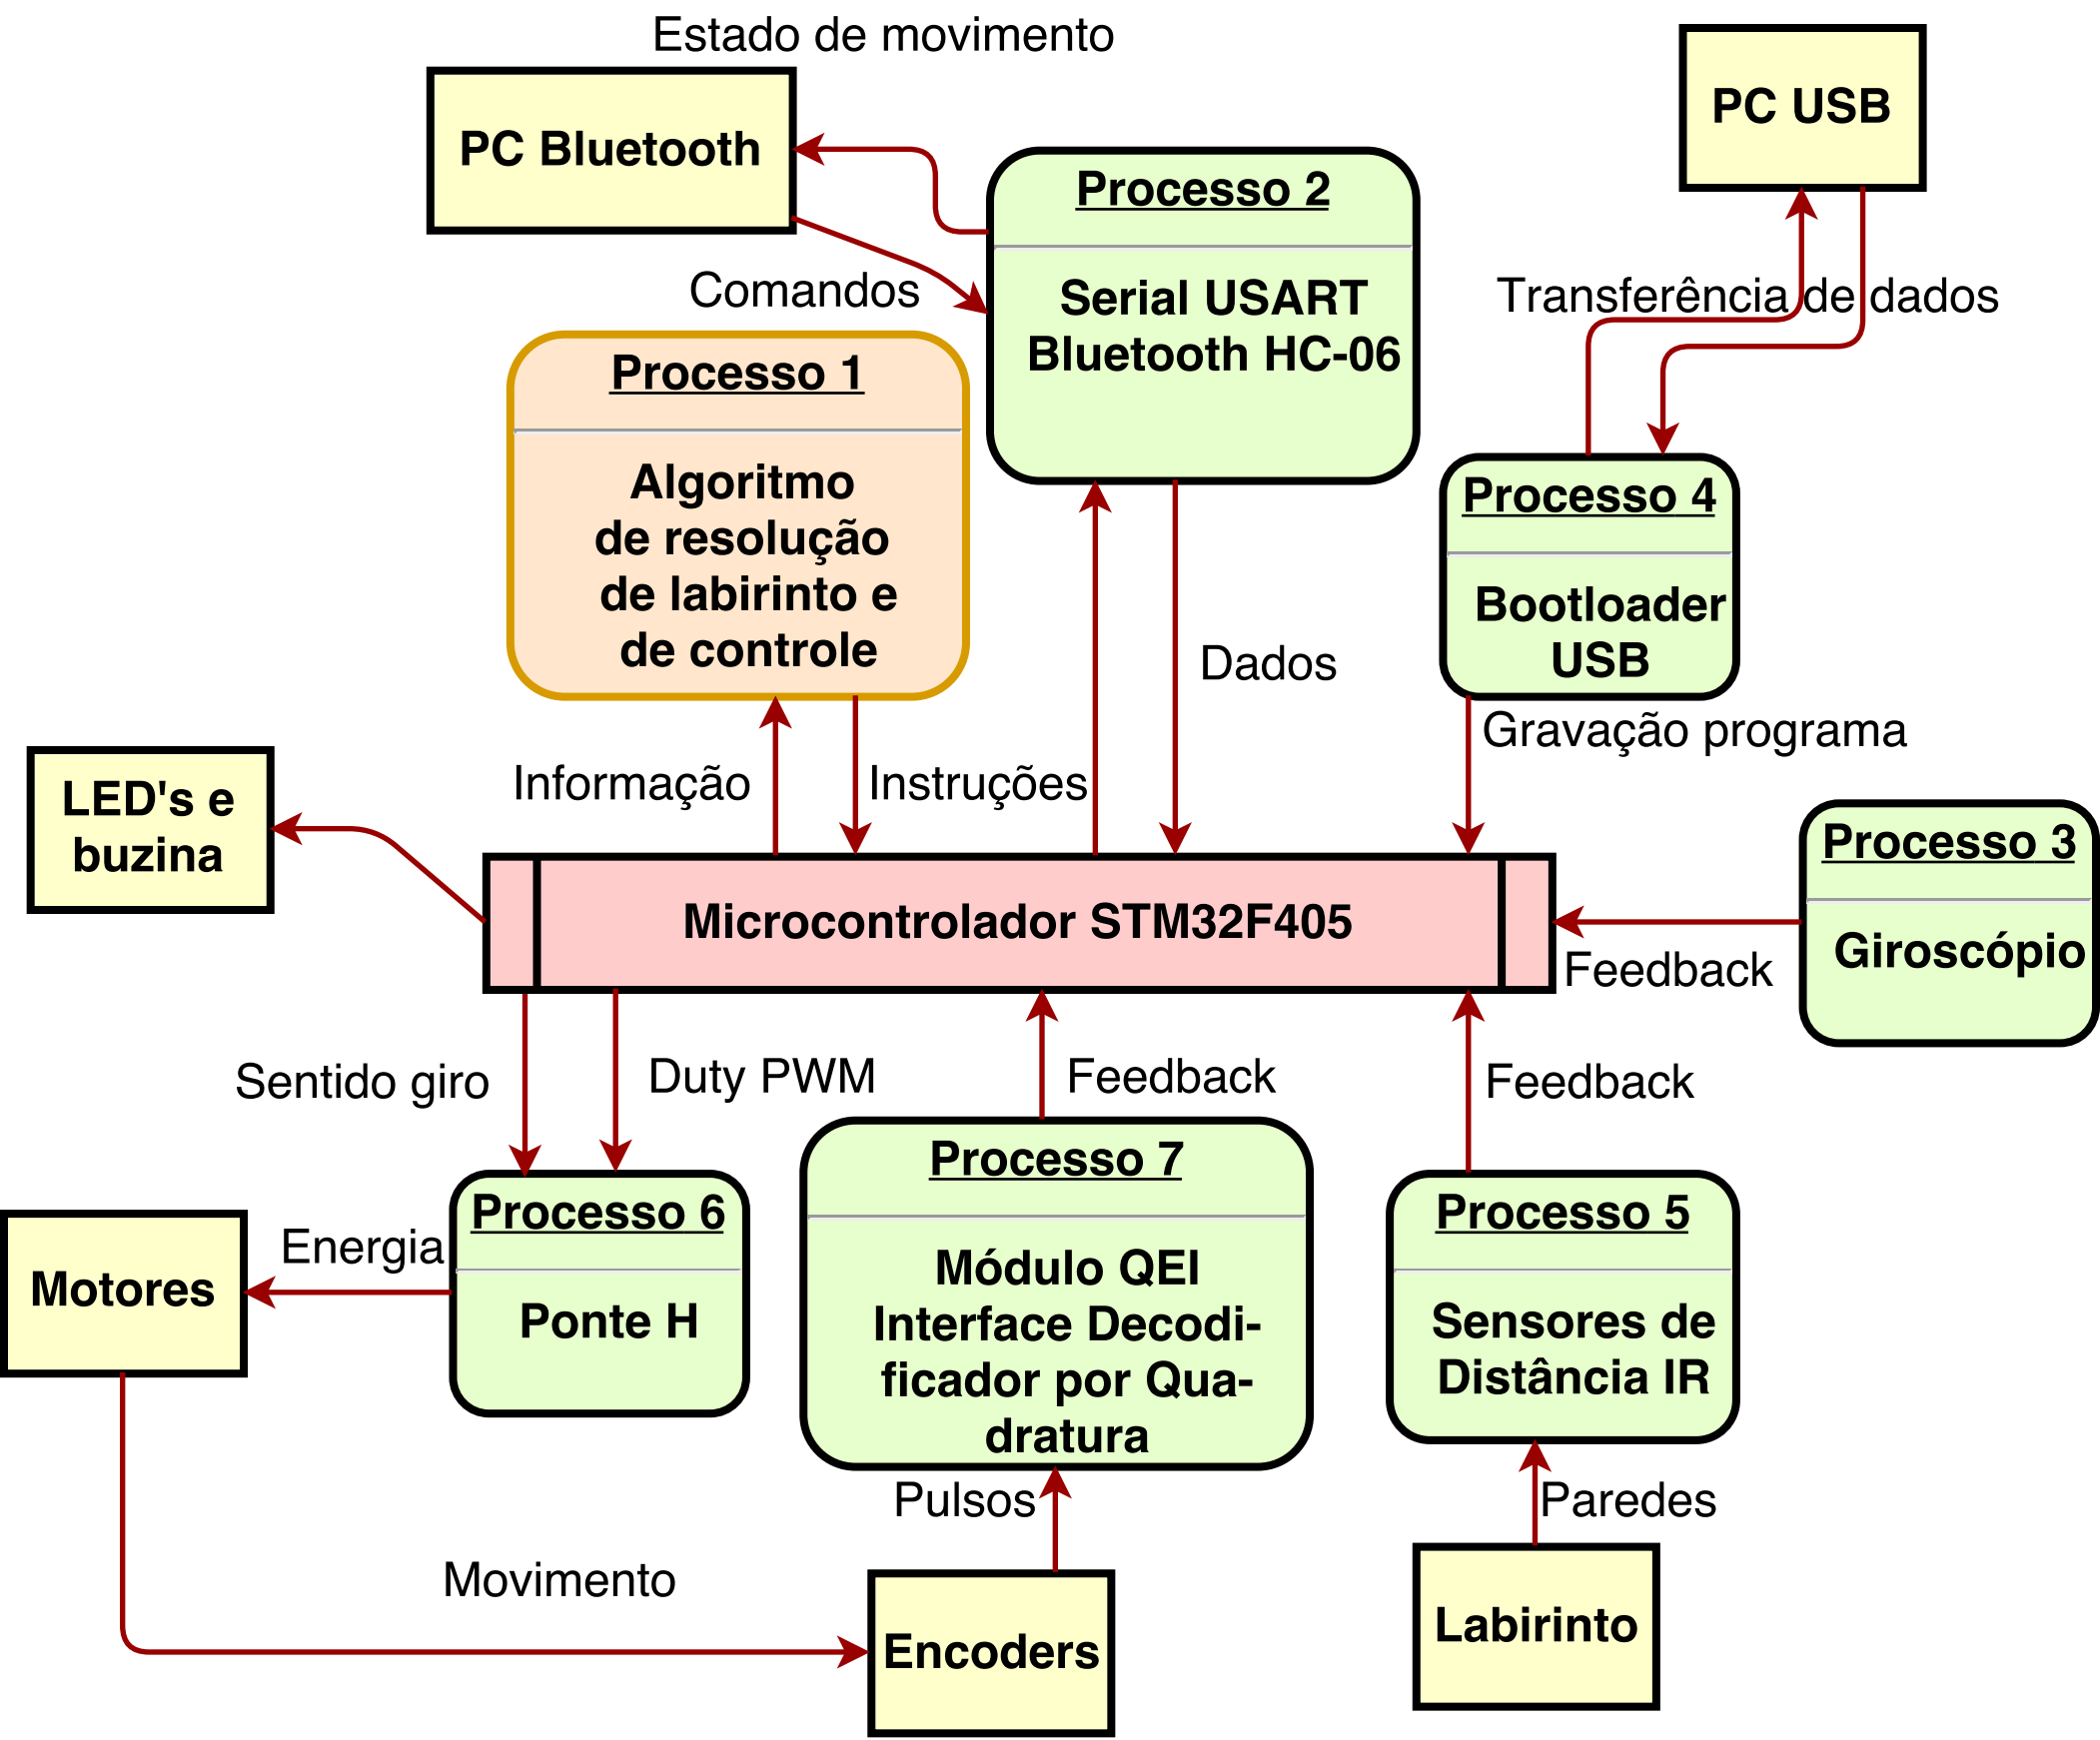 Estado de movimento
PC Bluetooth
PC USB
Processo 2
Serial USART
Bluetooth HC-06
Comandos
Transferência de dados
Processo 1
Algoritmo
de resolução
de labirinto e
de controle
Processo 4
Bootloader
USB
Dados
Gravação programa
Informação
Instruções
LED's e
buzina
Processo 3
Giroscópio
Microcontrolador STM32F405
Feedback
Sentido giro
Duty PWM
Feedback
Feedback
Processo 6
Ponte H
Processo 7
Módulo QEI
Interface Decodi-
ficador por Qua-
dratura
Processo 5
Sensores de
Distância IR
Energia
Motores
Pulsos
Paredes
Movimento
Encoders
Labirinto